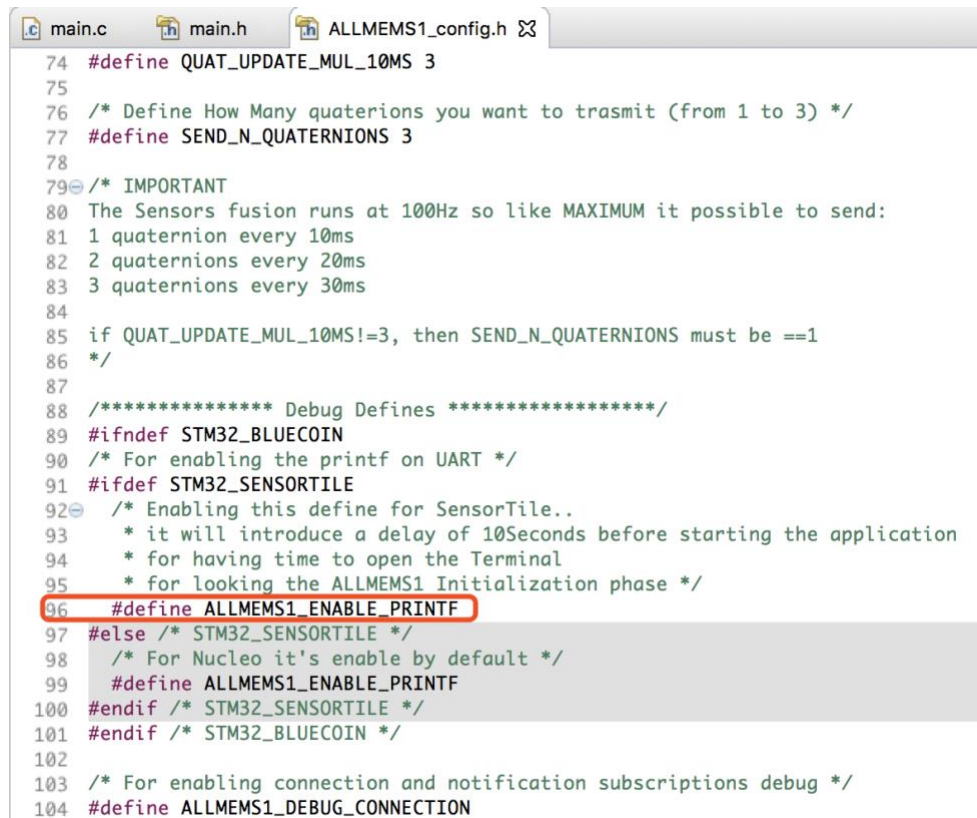 main.c main.h ALLMEMS1_config.h
74 #define QUAT_UPDATE_MUL_10MS 3
75
76 /* Define How Many quaterions you want to trasmit (from 1 to 3) */
77 #define SEND_N_QUATERNIONS 3
78
79 /* IMPORTANT
80 The Sensors fusion runs at 100Hz so like MAXIMUM it possible to send:
81 1 quaternion every 10ms
82 2 quaternions every 20ms
83 3 quaternions every 30ms
84
85 if QUAT_UPDATE_MUL_10MS!=3, then SEND_N_QUATERNIONS must be ==1
86 */
87
88 /*************** Debug Defines ******************/
89 #ifndef STM32_BLUECOIN
90 /* For enabling the printf on UART */
91 #ifdef STM32_SENSORTILE
92 /* Enabling this define for SensorTile..
93 * it will introduce a delay of 10Seconds before starting the application
94 * for having time to open the Terminal
95 * for looking the ALLMEMS1 Initialization phase */
96 #define ALLMEMS1_ENABLE_PRINTF
97 #else /* STM32_SENSORTILE */
98 /* For Nucleo it's enable by default */
99 #define ALLMEMS1_ENABLE_PRINTF
100 #endif /* STM32_SENSORTILE */
101 #endif /* STM32_BLUECOIN */
102
103 /* For enabling connection and notification subscriptions debug */
104 #define ALLMEMS1_DEBUG_CONNECTION